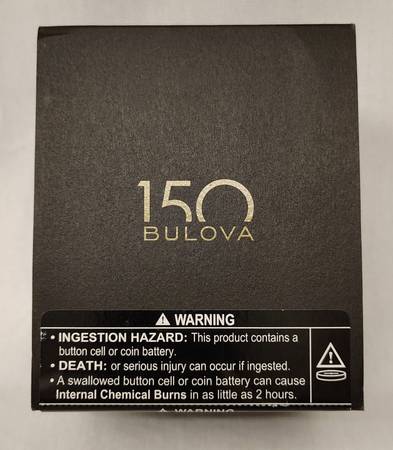 150
BULOVA
⚠ WARNING
• INGESTION HAZARD: This product contains a
button cell or coin battery.
• DEATH: or serious injury can occur if ingested.
• A swallowed button cell or coin battery can cause
Internal Chemical Burns in as little as 2 hours.
⚠ WARNING